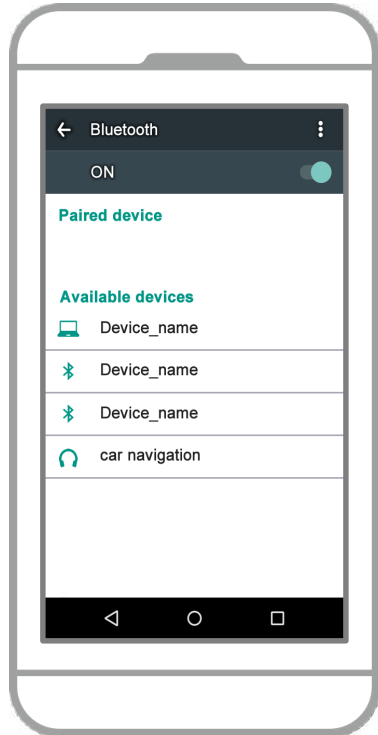 Bluetooth
ON
Paired device
Available devices
Device_name
Device_name
Device_name
car navigation